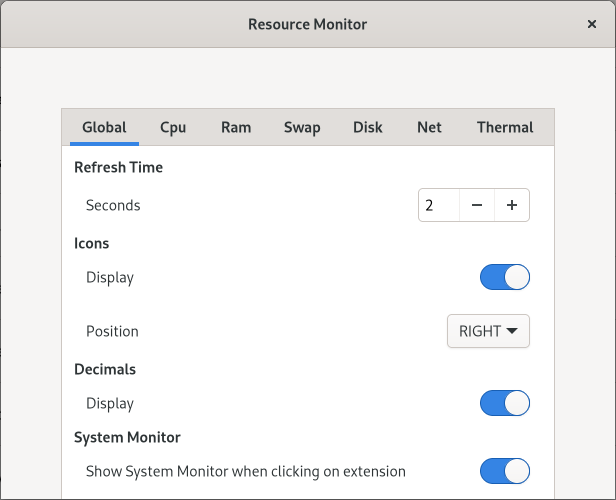 Resource Monitor
Global Cpu Ram Swap Disk Net Thermal
Refresh Time
Seconds 2
Icons
Display
Position RIGHT
Decimals
Display
System Monitor
Show System Monitor when clicking on extension